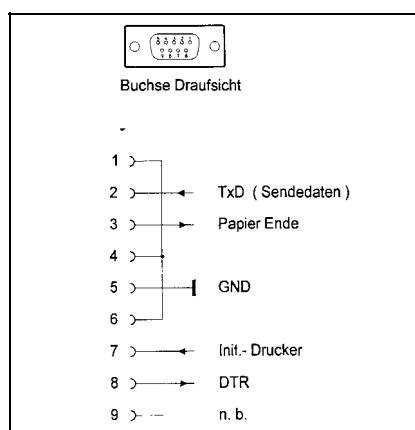 Buchse Draufsicht
1
2 TxD ( Sendedaten )
3 Papier Ende
4
5 GND
6
7 Init.- Drucker
8 DTR
9 n. b.